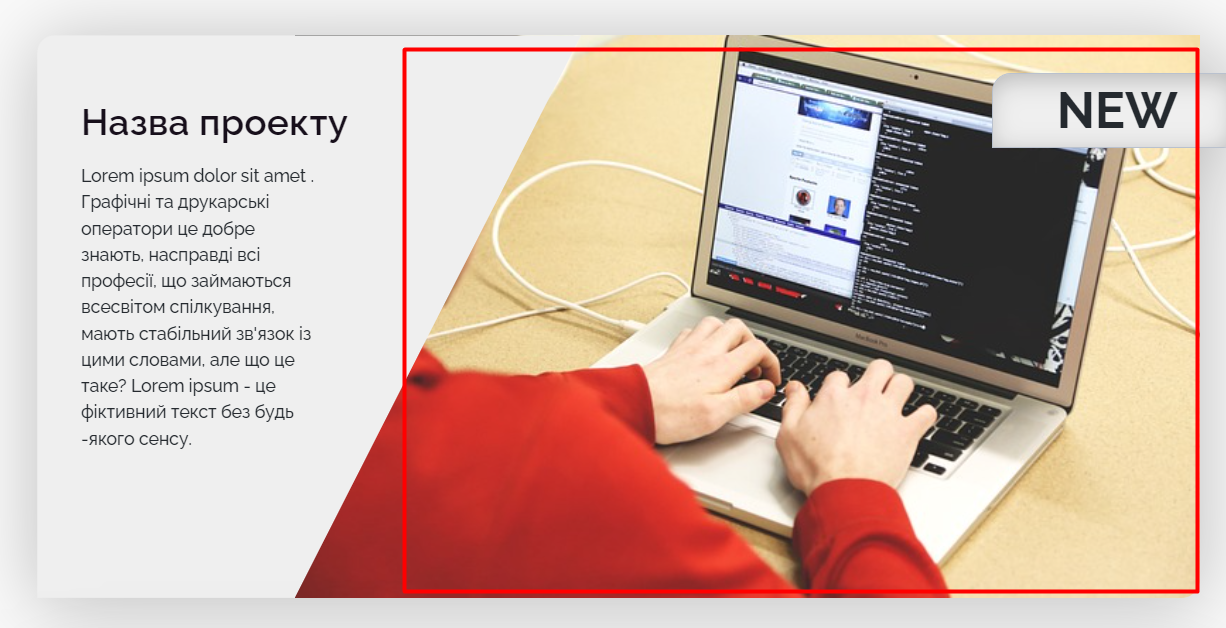 NEW
Назва проекту
Lorem ipsum dolor sit amet .
Графічні та друкарські
оператори це добре
знають, насправді всі
професії, що займаються
всесвітом спілкування,
мають стабільний зв'язок із
цими словами, але що це
таке? Lorem ipsum - це
фіктивний текст без будь
-якого сенсу.
MacBook Pro